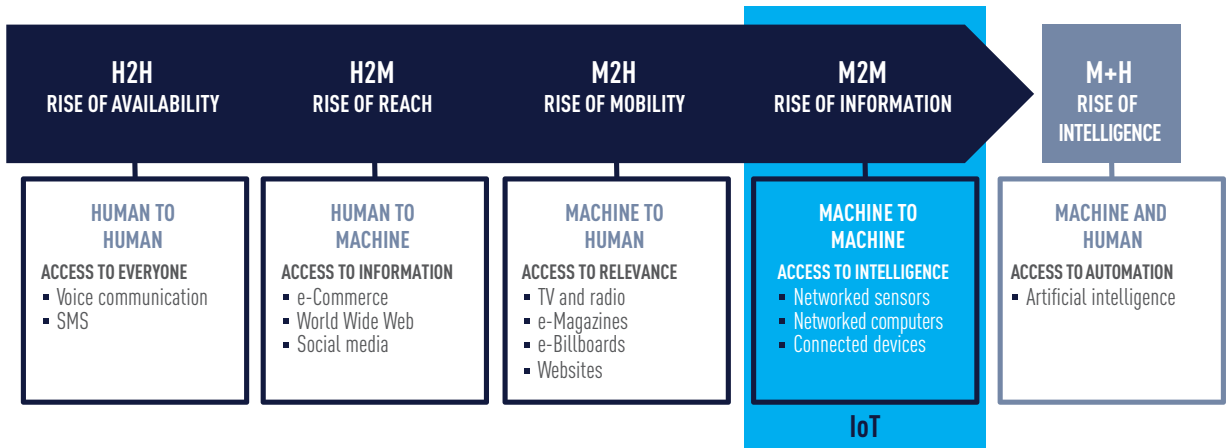 H2H
RISE OF AVAILABILITY
H2M
RISE OF REACH
M2H
RISE OF MOBILITY
M2M
RISE OF INFORMATION
M+H
RISE OF
INTELLIGENCE
HUMAN TO
HUMAN
ACCESS TO EVERYONE
▪ Voice communication
▪ SMS
HUMAN TO
MACHINE
ACCESS TO INFORMATION
▪ e-Commerce
▪ World Wide Web
▪ Social media
MACHINE TO
HUMAN
ACCESS TO RELEVANCE
▪ TV and radio
▪ e-Magazines
▪ e-Billboards
▪ Websites
MACHINE TO
MACHINE
ACCESS TO INTELLIGENCE
▪ Networked sensors
▪ Networked computers
▪ Connected devices
MACHINE AND
HUMAN
ACCESS TO AUTOMATION
▪ Artificial intelligence
IoT